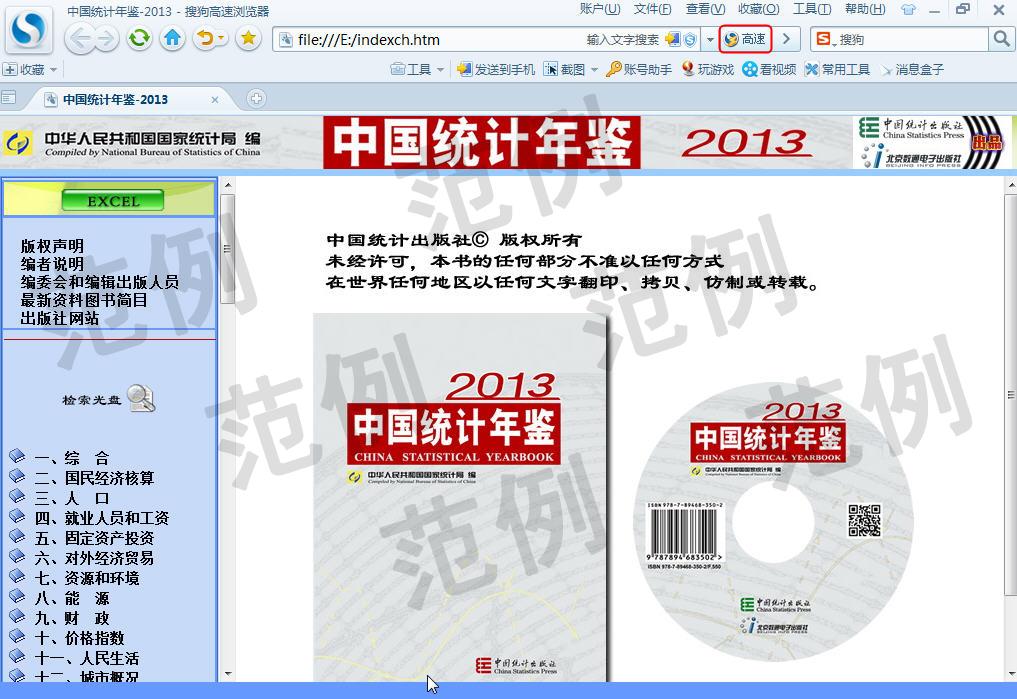 中国统计年鉴-2013 - 搜狗高速浏览器
账户(U) 文件(F) 查看(V) 收藏(O) 工具(T) 帮助(H)
file:///E:/indexch.htm 输入文字搜索 高速 搜狗
收藏 工具 发送到手机 截图 账号助手 玩游戏 看视频 常用工具 消息盒子
中国统计年鉴-2013
中华人民共和国国家统计局 编
Compiled by National Bureau of Statistics of China
中国统计年鉴 2013
中国统计出版社
China Statistics Press
北京数通电子出版社
BEIJING INFO PRESS
出品
EXCEL
版权声明
编者说明
编委会和编辑出版人员
最新资料图书简目
出版社网站
检索光盘
一、综 合
二、国民经济核算
三、人 口
四、就业人员和工资
五、固定资产投资
六、对外经济贸易
七、资源和环境
八、能 源
九、财 政
十、价格指数
十一、人民生活
十二、城市概况
中国统计出版社© 版权所有
未经许可，本书的任何部分不准以任何方式
在世界任何地区以任何文字翻印、拷贝、仿制或转载。
2013
中国统计年鉴
CHINA STATISTICAL YEARBOOK
中华人民共和国国家统计局 编
Compiled by National Bureau of Statistics of China
中国统计出版社
China Statistics Press
2013
中国统计年鉴
CHINA STATISTICAL YEARBOOK
中华人民共和国国家统计局 编
Compiled by National Bureau of Statistics of China
ISBN 978-7-89468-350-2
9 787894 683502 >
ISBN 978-7-89468-350-2/F.550
中国统计出版社
China Statistics Press
北京数通电子出版社
BEIJING INFO PRESS
范例
范例
范例
范例
范例
范例